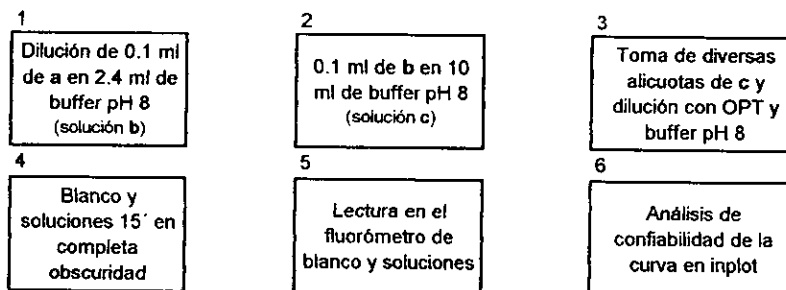 1
Dilución de 0.1 ml
de a en 2.4 ml de
buffer pH 8
(solución b)
2
0.1 ml de b en 10
ml de buffer pH 8
(solución c)
3
Toma de diversas
alicuotas de c y
dilución con OPT y
buffer pH 8
4
Blanco y
soluciones 15´ en
completa
obscuridad
5
Lectura en el
fluorómetro de
blanco y soluciones
6
Análisis de
confiabilidad de la
curva en inplot